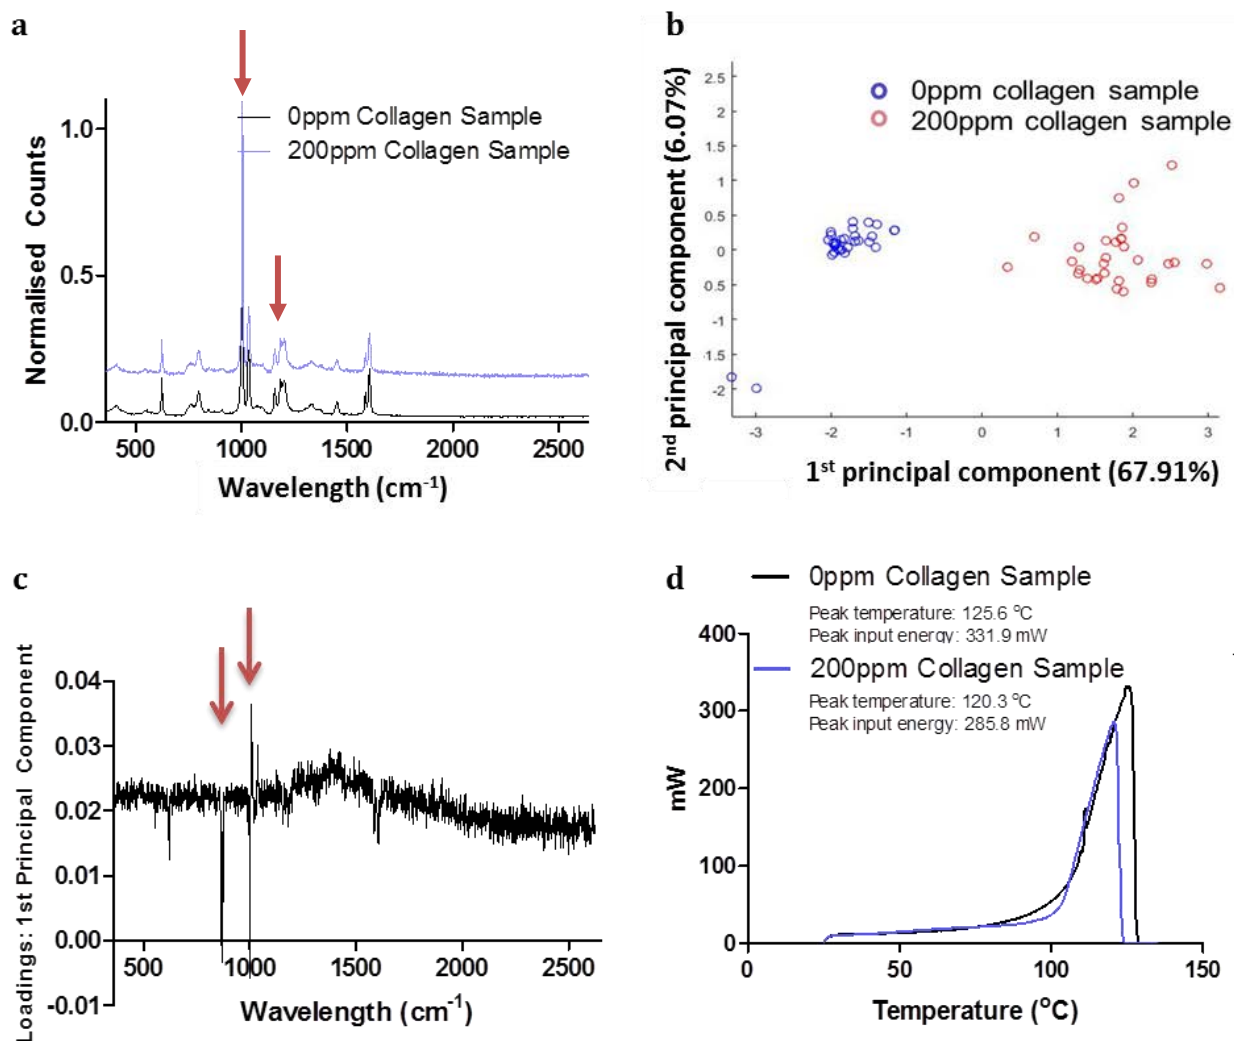 a
0ppm Collagen Sample
200ppm Collagen Sample
1.0
0.5
0.0
Normalised Counts
500 1000 1500 2000 2500
Wavelength (cm-1)
b
0ppm collagen sample
200ppm collagen sample
2.5
2
1.5
1
0.5
0
-0.5
-1
-1.5
-2
2nd principal component (6.07%)
-3 -2 -1 0 1 2 3
1st principal component (67.91%)
c
0.04
0.03
0.02
0.01
0.00
-0.01
Loadings: 1st Principal Component
500 1000 1500 2000 2500
Wavelength (cm-1)
d
0ppm Collagen Sample
Peak temperature: 125.6 °C
Peak input energy: 331.9 mW
200ppm Collagen Sample
Peak temperature: 120.3 °C
Peak input energy: 285.8 mW
400
300
200
100
0
mW
0 50 100 150
Temperature (°C)